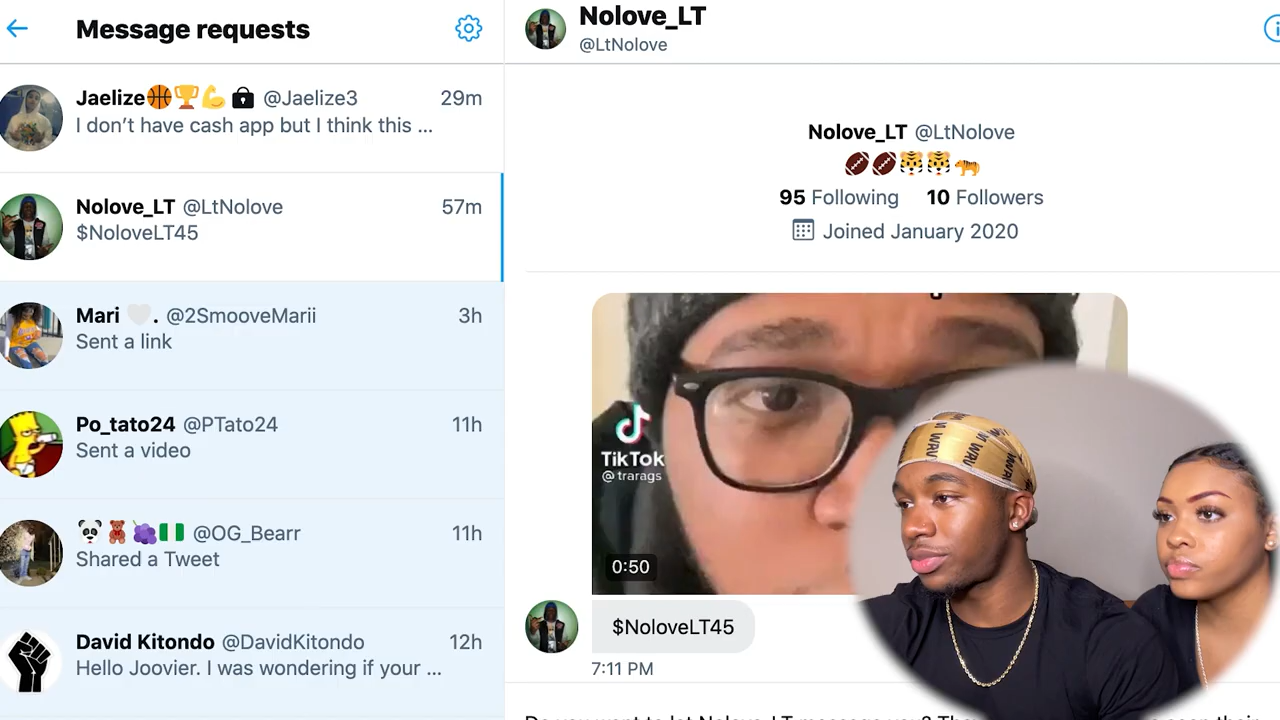 Message requests
Jaelize🏀🏆💪 @Jaelize3 29m
I don’t have cash app but I think this ...
Nolove_LT @LtNolove 57m
$NoloveLT45
Mari 🤍. @2SmooveMarii 3h
Sent a link
Po_tato24 @PTato24 11h
Sent a video
🐼🧸🍇🇳🇬 @OG_Bearr 11h
Shared a Tweet
David Kitondo @DavidKitondo 12h
Hello Joovier. I was wondering if your ...
Nolove_LT
@LtNolove
Nolove_LT @LtNolove
🏈🏈🐯🐯🐅
95 Following 10 Followers
Joined January 2020
TikTok
@trarags
0:50
$NoloveLT45
7:11 PM